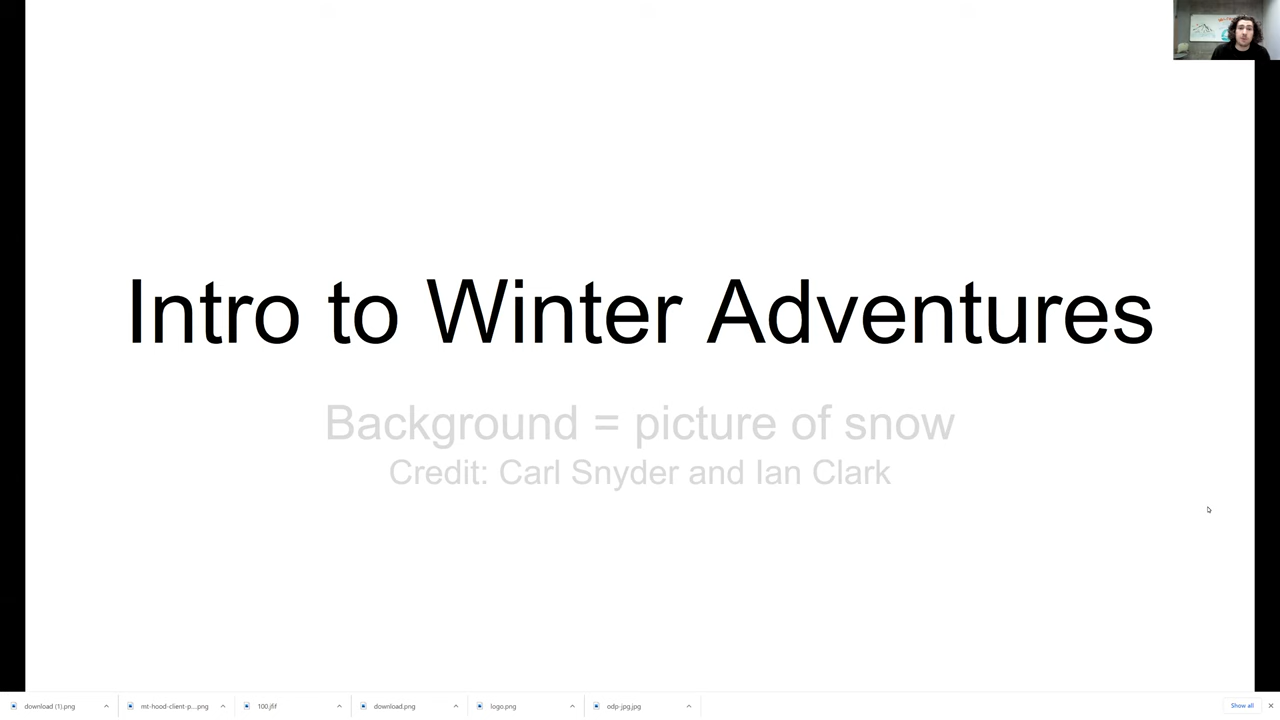 Intro to Winter Adventures
Background = picture of snow
Credit: Carl Snyder and Ian Clark
download (1).png
mt-hood-client-p....png
100.jfif
download.png
logo.png
odp-jpg.jpg
Show all